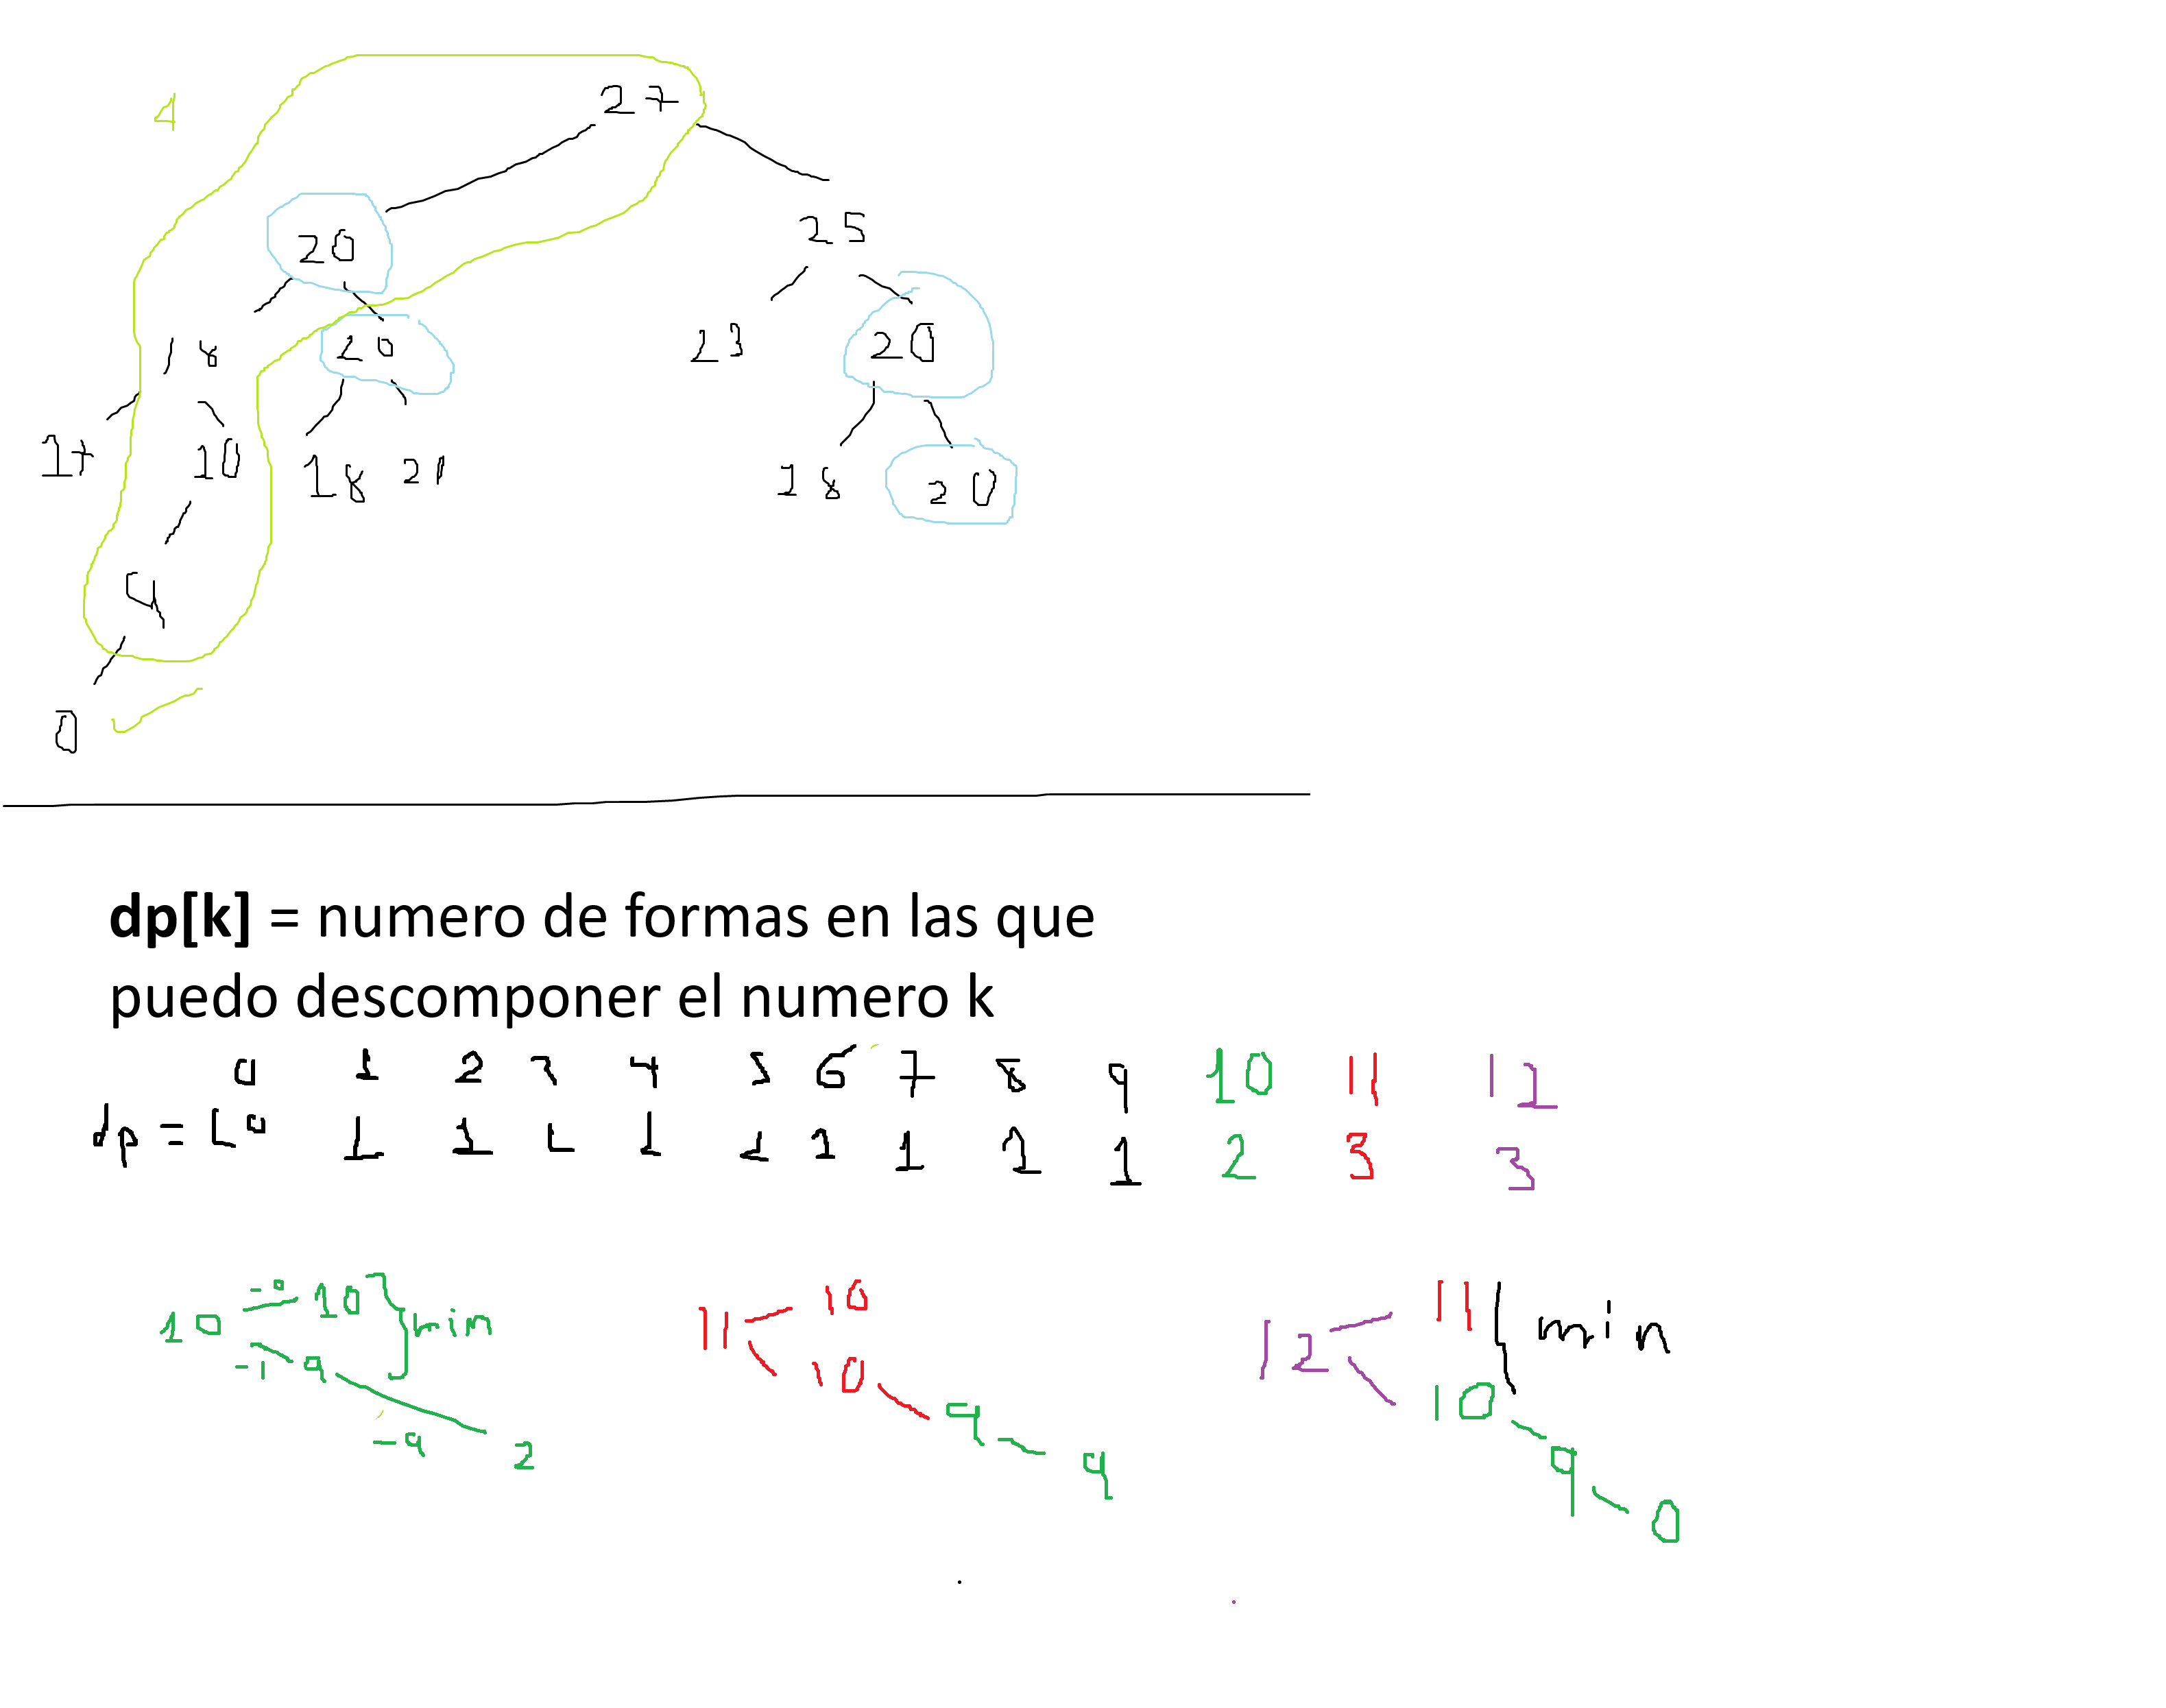 4
27
20
25
18
20
23
20
17
10
18
20
4
0
dp[k] = numero de formas en las que
puedo descomponer el numero k
0 1 2 3 4 5 6 7 8 9 10 11 12
dp = [0 1 1 1 1 1 1 1 1 1 2 3 3
10 -0 10 min
-1 9
-9 2
11 10
10 9 9
12 11 min
10 9 0